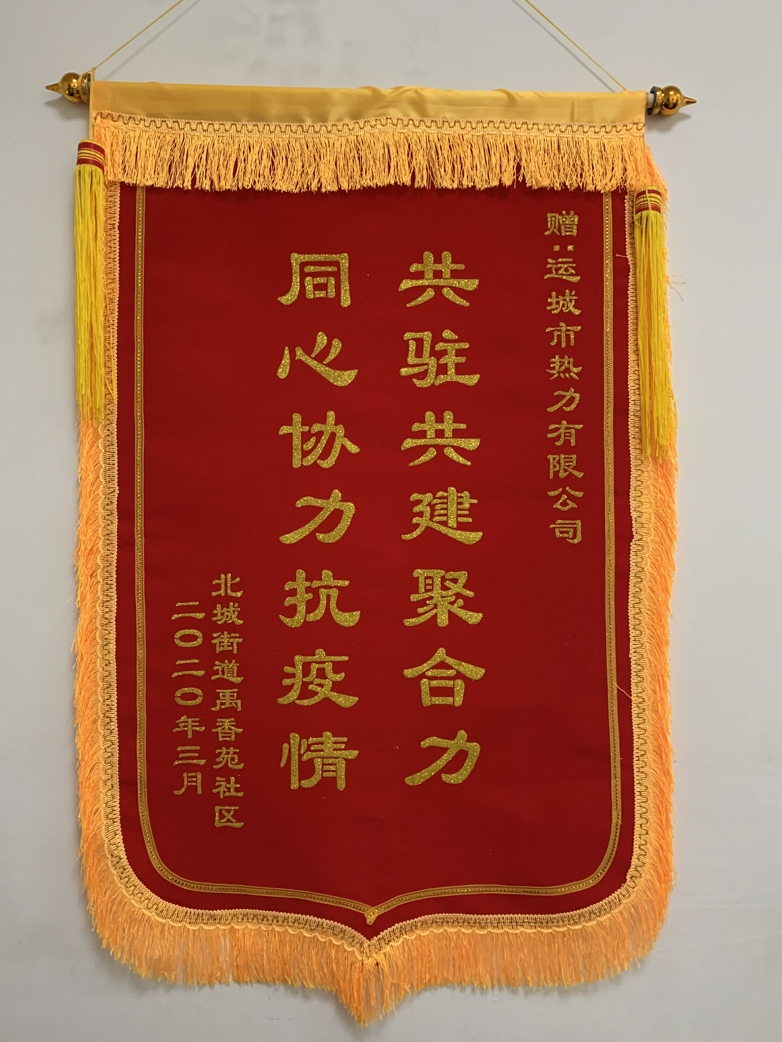 赠：运城市热力有限公司
共驻共建聚合力
同心协力抗疫情
北城街道禹香苑社区
二〇二〇年三月